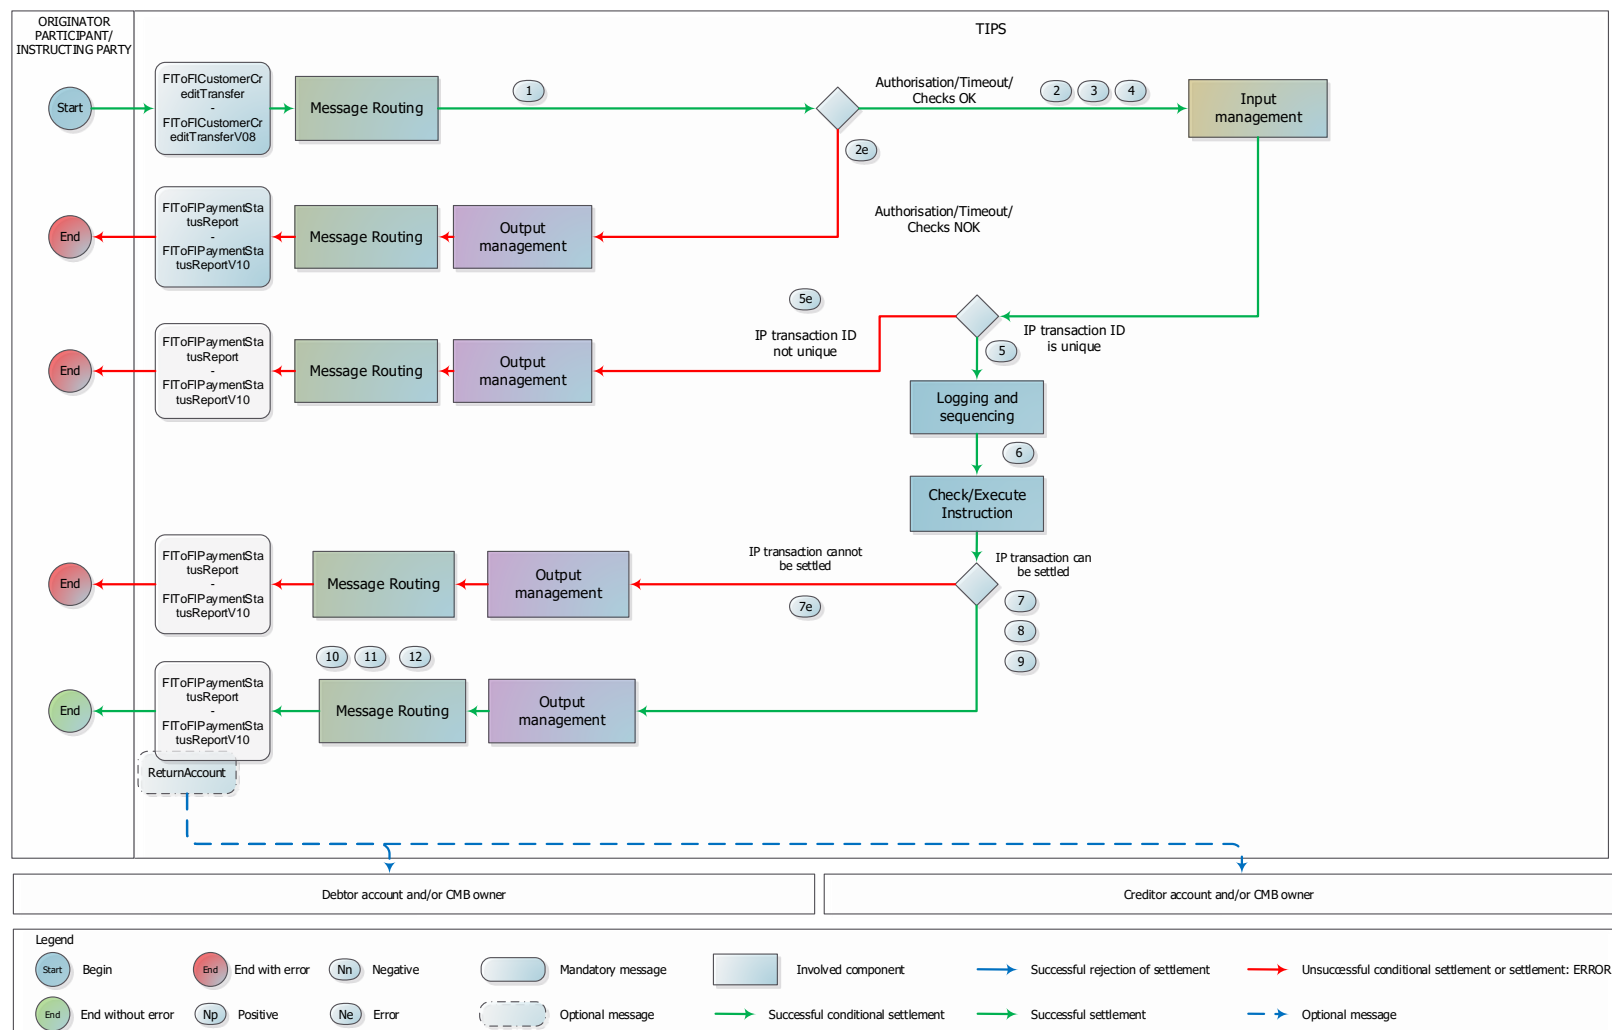 ORIGINATOR
PARTICIPANT/
INSTRUCTING PARTY
TIPS
Start
FIToFICustomerCr
editTransfer
-
FIToFICustomerCr
editTransferV08
Message Routing
1
Authorisation/Timeout/
Checks OK
2
3
4
Input
management
2e
Authorisation/Timeout/
Checks NOK
End
FIToFIPaymentSta
tusReport
-
FIToFIPaymentSta
tusReportV10
Message Routing
Output
management
5e
IP transaction ID
not unique
IP transaction ID
is unique
5
End
FIToFIPaymentSta
tusReport
-
FIToFIPaymentSta
tusReportV10
Message Routing
Output
management
Logging and
sequencing
6
Check/Execute
Instruction
IP transaction cannot
be settled
IP transaction can
be settled
End
FIToFIPaymentSta
tusReport
-
FIToFIPaymentSta
tusReportV10
Message Routing
Output
management
7e
7
8
9
10
11
12
End
FIToFIPaymentSta
tusReport
-
FIToFIPaymentSta
tusReportV10
Message Routing
Output
management
ReturnAccount
Debtor account and/or CMB owner
Creditor account and/or CMB owner
Legend
Start
Begin
End
End with error
Nn
Negative
Mandatory message
Involved component
Successful rejection of settlement
Unsuccessful conditional settlement or settlement: ERROR
End
End without error
Np
Positive
Ne
Error
Optional message
Successful conditional settlement
Successful settlement
Optional message